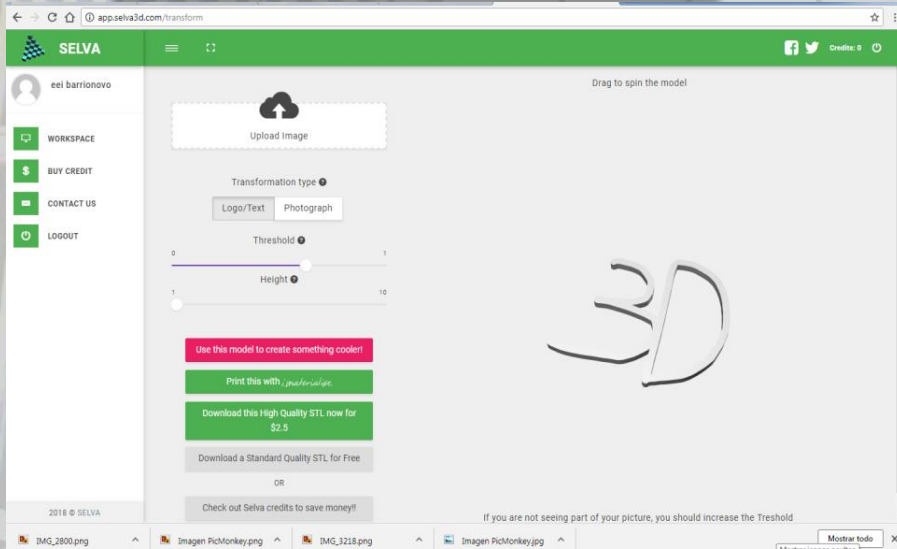 app.selva3d.com/transform
SELVA
Credits: 0
eei barrionovo
WORKSPACE
BUY CREDIT
CONTACT US
LOGOUT
2018 © SELVA
Upload Image
Transformation type
Logo/Text Photograph
Threshold
0 1
Height
1 10
Use this model to create something cooler!
Print this with i.materialise
Download this High Quality STL now for
$2.5
Download a Standard Quality STL for Free
OR
Check out Selva credits to save money!!
Drag to spin the model
3D
If you are not seeing part of your picture, you should increase the Treshold
IMG_2800.png
Imagen PicMonkey.png
IMG_3218.png
Imagen PicMonkey.jpg
Mostrar todo